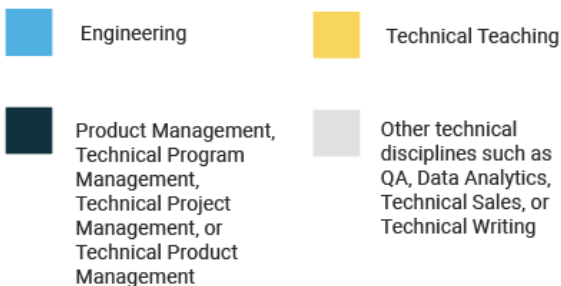 Engineering
Technical Teaching
Product Management,
Technical Program
Management,
Technical Project
Management, or
Technical Product
Management
Other technical
disciplines such as
QA, Data Analytics,
Technical Sales, or
Technical Writing